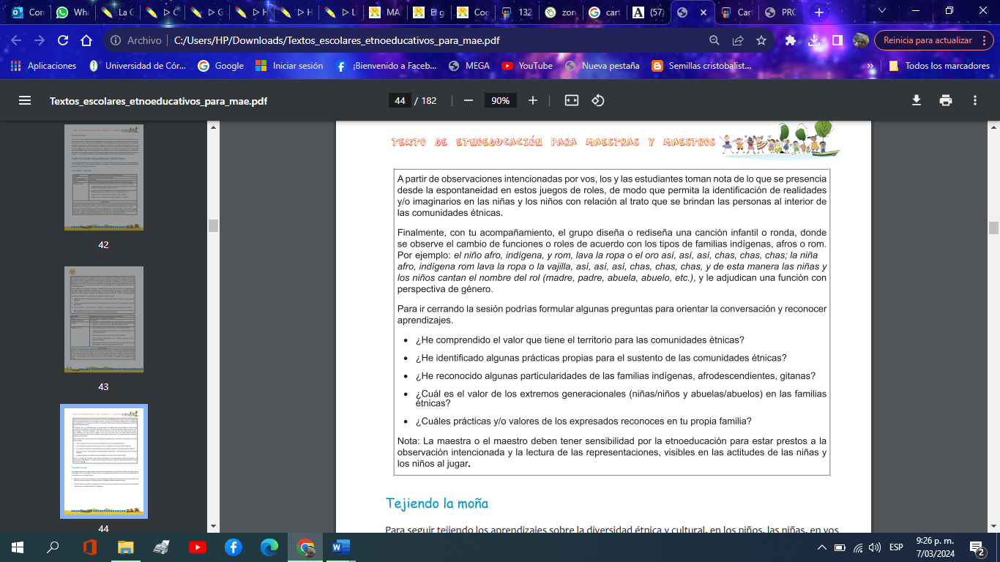 Con
Wha
La G
C
G
H
H
Li
MA
El g
Coc
132
zon
cart
(57)
Cart
PRC
Archivo
C:/Users/HP/Downloads/Textos_escolares_etnoeducativos_para_mae.pdf
Reinicia para actualizar
Aplicaciones
Universidad de Cór...
Google
Iniciar sesión
¡Bienvenido a Faceb...
MEGA
YouTube
Nueva pestaña
Semillas cristobalist...
»
Todos los marcadores
Textos_escolares_etnoeducativos_para_mae.pdf
44 / 182
90%
42
43
44
TEXTO DE ETNOEDUCACIÓN PARA MAESTRAS Y MAESTROS
A partir de observaciones intencionadas por vos, los y las estudiantes toman nota de lo que se presencia
desde la espontaneidad en estos juegos de roles, de modo que permita la identificación de realidades
y/o imaginarios en las niñas y los niños con relación al trato que se brindan las personas al interior de
las comunidades étnicas.
Finalmente, con tu acompañamiento, el grupo diseña o rediseña una canción infantil o ronda, donde
se observe el cambio de funciones o roles de acuerdo con los tipos de familias indígenas, afros o rom.
Por ejemplo: el niño afro, indígena, y rom, lava la ropa o el oro así, así, así, chas, chas, chas; la niña
afro, indígena rom lava la ropa o la vajilla, así, así, así, chas, chas, chas, y de esta manera las niñas y
los niños cantan el nombre del rol (madre, padre, abuela, abuelo, etc.), y le adjudican una función con
perspectiva de género.
Para ir cerrando la sesión podrías formular algunas preguntas para orientar la conversación y reconocer
aprendizajes.
• ¿He comprendido el valor que tiene el territorio para las comunidades étnicas?
• ¿He identificado algunas prácticas propias para el sustento de las comunidades étnicas?
• ¿He reconocido algunas particularidades de las familias indígenas, afrodescendientes, gitanas?
• ¿Cuál es el valor de los extremos generacionales (niñas/niños y abuelas/abuelos) en las familias
étnicas?
• ¿Cuáles prácticas y/o valores de los expresados reconoces en tu propia familia?
Nota: La maestra o el maestro deben tener sensibilidad por la etnoeducación para estar prestos a la
observación intencionada y la lectura de las representaciones, visibles en las actitudes de las niñas y
los niños al jugar.
Tejiendo la moña
Para seguir tejiendo los aprendizajes sobre la diversidad étnica y cultural, en los niños, las niñas, en vos
ESP
9:26 p. m.
7/03/2024
2